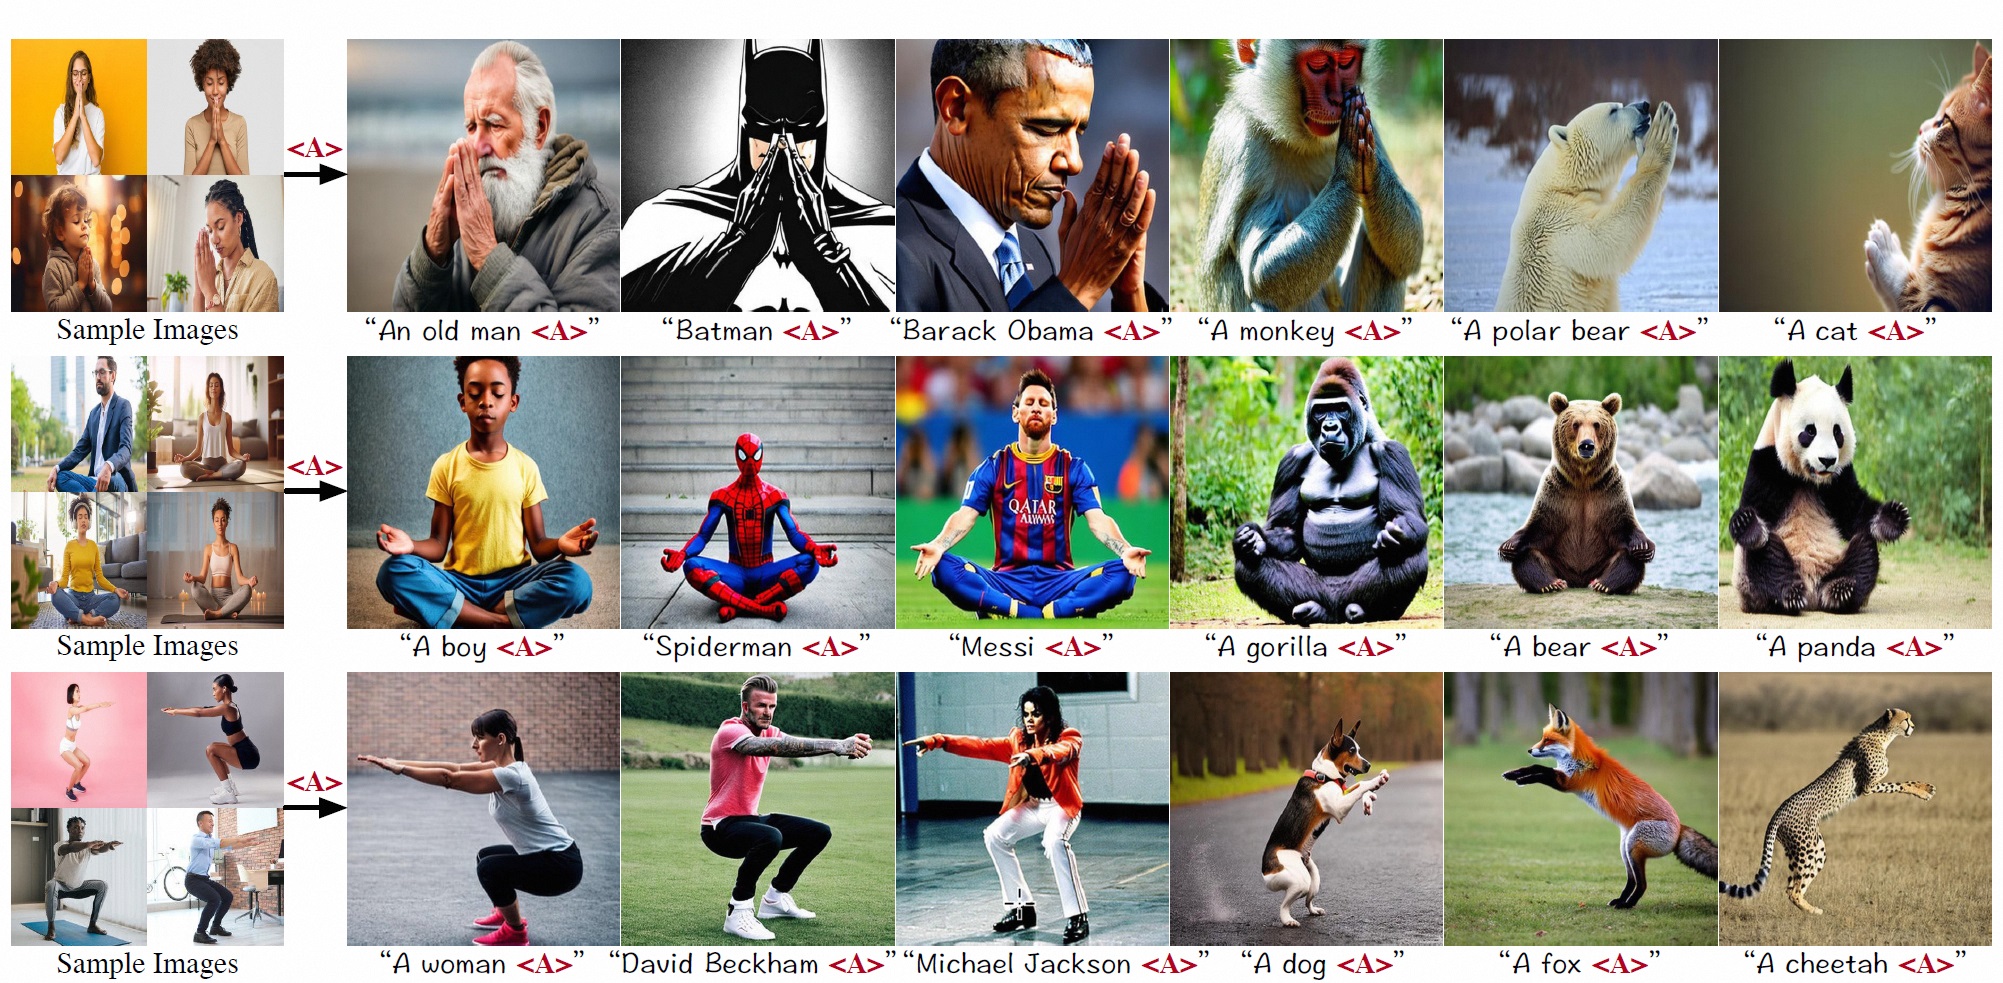 <A>
Sample Images
“An old man <A>”
“Batman <A>”
“Barack Obama <A>”
“A monkey <A>”
“A polar bear <A>”
“A cat <A>”
<A>
QATAR
Sample Images
“A boy <A>”
“Spiderman <A>”
“Messi <A>”
“A gorilla <A>”
“A bear <A>”
“A panda <A>”
<A>
Sample Images
“A woman <A>”
“David Beckham <A>”
“Michael Jackson <A>”
“A dog <A>”
“A fox <A>”
“A cheetah <A>”